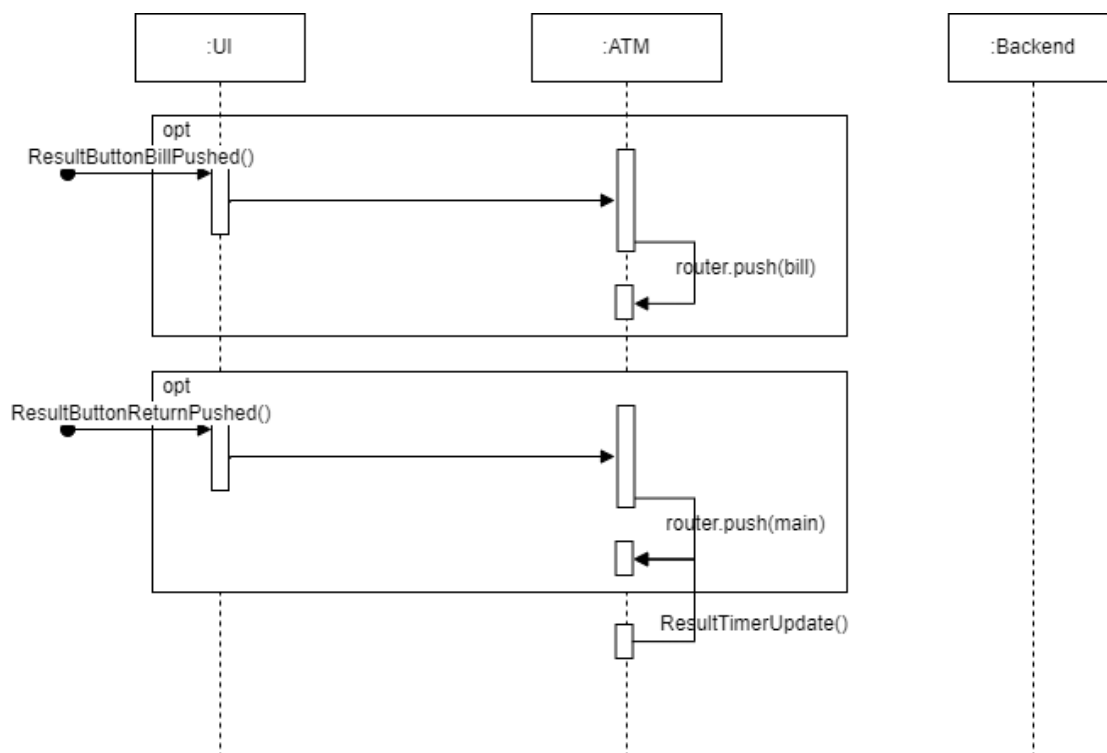 :UI
:ATM
:Backend
opt
ResultButtonBillPushed()
router.push(bill)
opt
ResultButtonReturnPushed()
router.push(main)
ResultTimerUpdate()